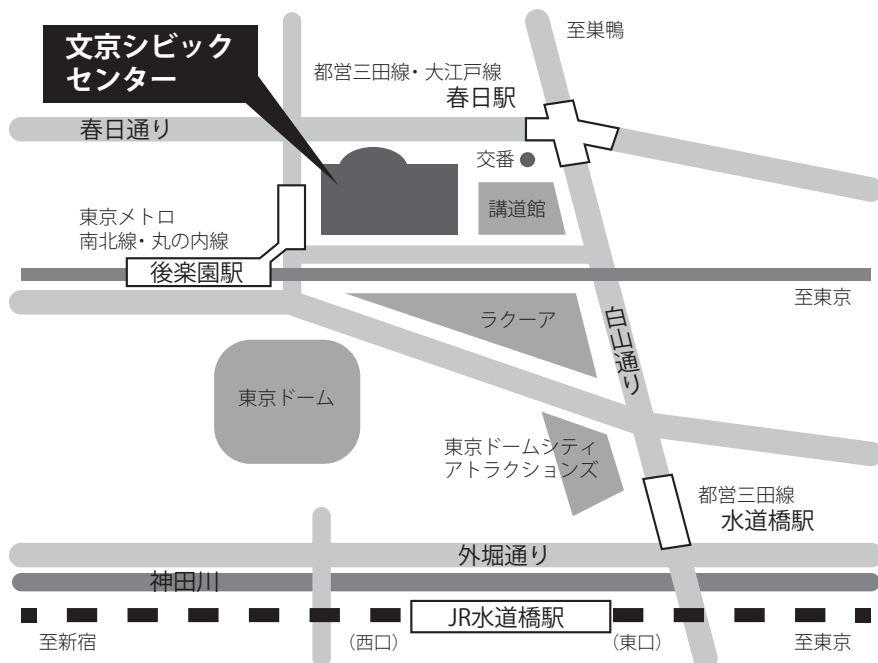 文京シビック
センター
至巣鴨
都営三田線・大江戸線
春日駅
春日通り
交番
講道館
東京メトロ
南北線・丸の内線
後楽園駅
至東京
ラクーア
白山通り
東京ドーム
東京ドームシティ
アトラクションズ
都営三田線
水道橋駅
外堀通り
神田川
JR水道橋駅
至新宿
(西口)
(東口)
至東京